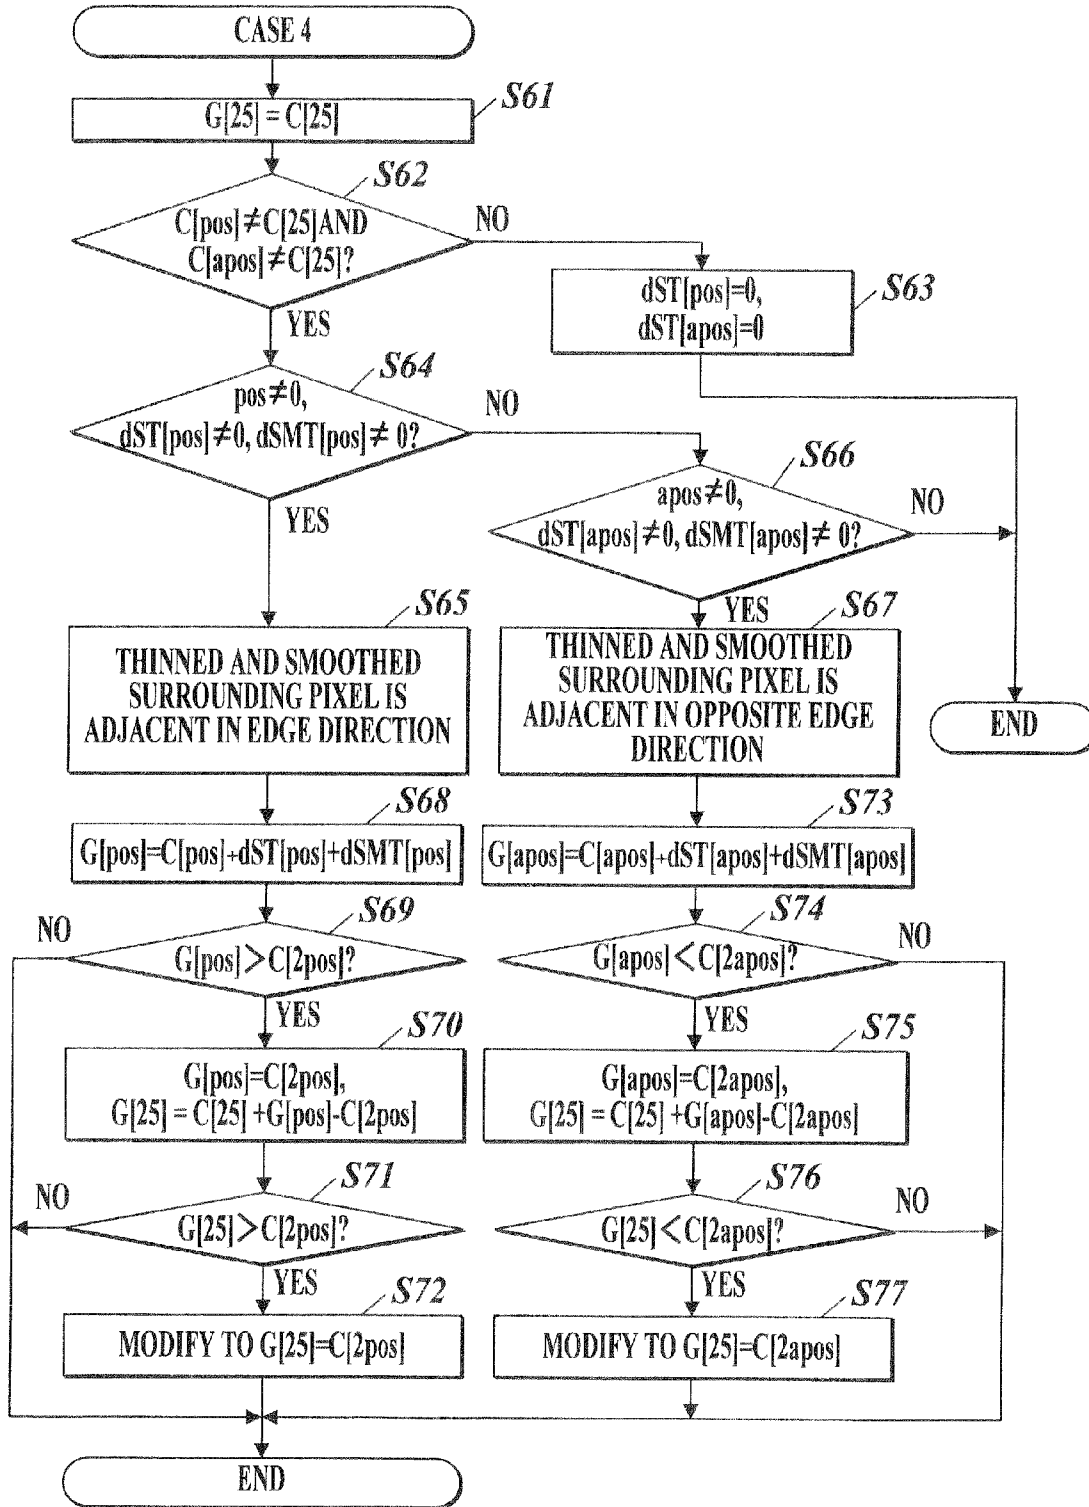 CASE 4
S61
G[25] = C[25]
S62
C[pos]≠C[25]AND
C[apos]≠C[25]?
NO
YES
S63
dST[pos]=0,
dST[apos]=0
S64
pos≠0,
dST[pos]≠0, dSMT[pos]≠ 0?
NO
YES
S66
apos≠0,
dST[apos]≠0, dSMT[apos]≠ 0?
NO
YES
S65
THINNED AND SMOOTHED
SURROUNDING PIXEL IS
ADJACENT IN EDGE DIRECTION
S67
THINNED AND SMOOTHED
SURROUNDING PIXEL IS
ADJACENT IN OPPOSITE EDGE
DIRECTION
END
S68
G[pos]=C[pos]+dST[pos]+dSMT[pos]
S73
G[apos]=C[apos]+dST[apos]+dSMT[apos]
S69
NO
G[pos]>C[2pos]?
YES
S74
G[apos]<C[2apos]?
NO
YES
S70
G[pos]=C[2pos],
G[25] = C[25] +G[pos]-C[2pos]
S75
G[apos]=C[2apos],
G[25] = C[25] +G[apos]-C[2apos]
S71
NO
G[25]>C[2pos]?
YES
S76
G[25]<C[2apos]?
NO
YES
S72
MODIFY TO G[25]=C[2pos]
S77
MODIFY TO G[25]=C[2apos]
END